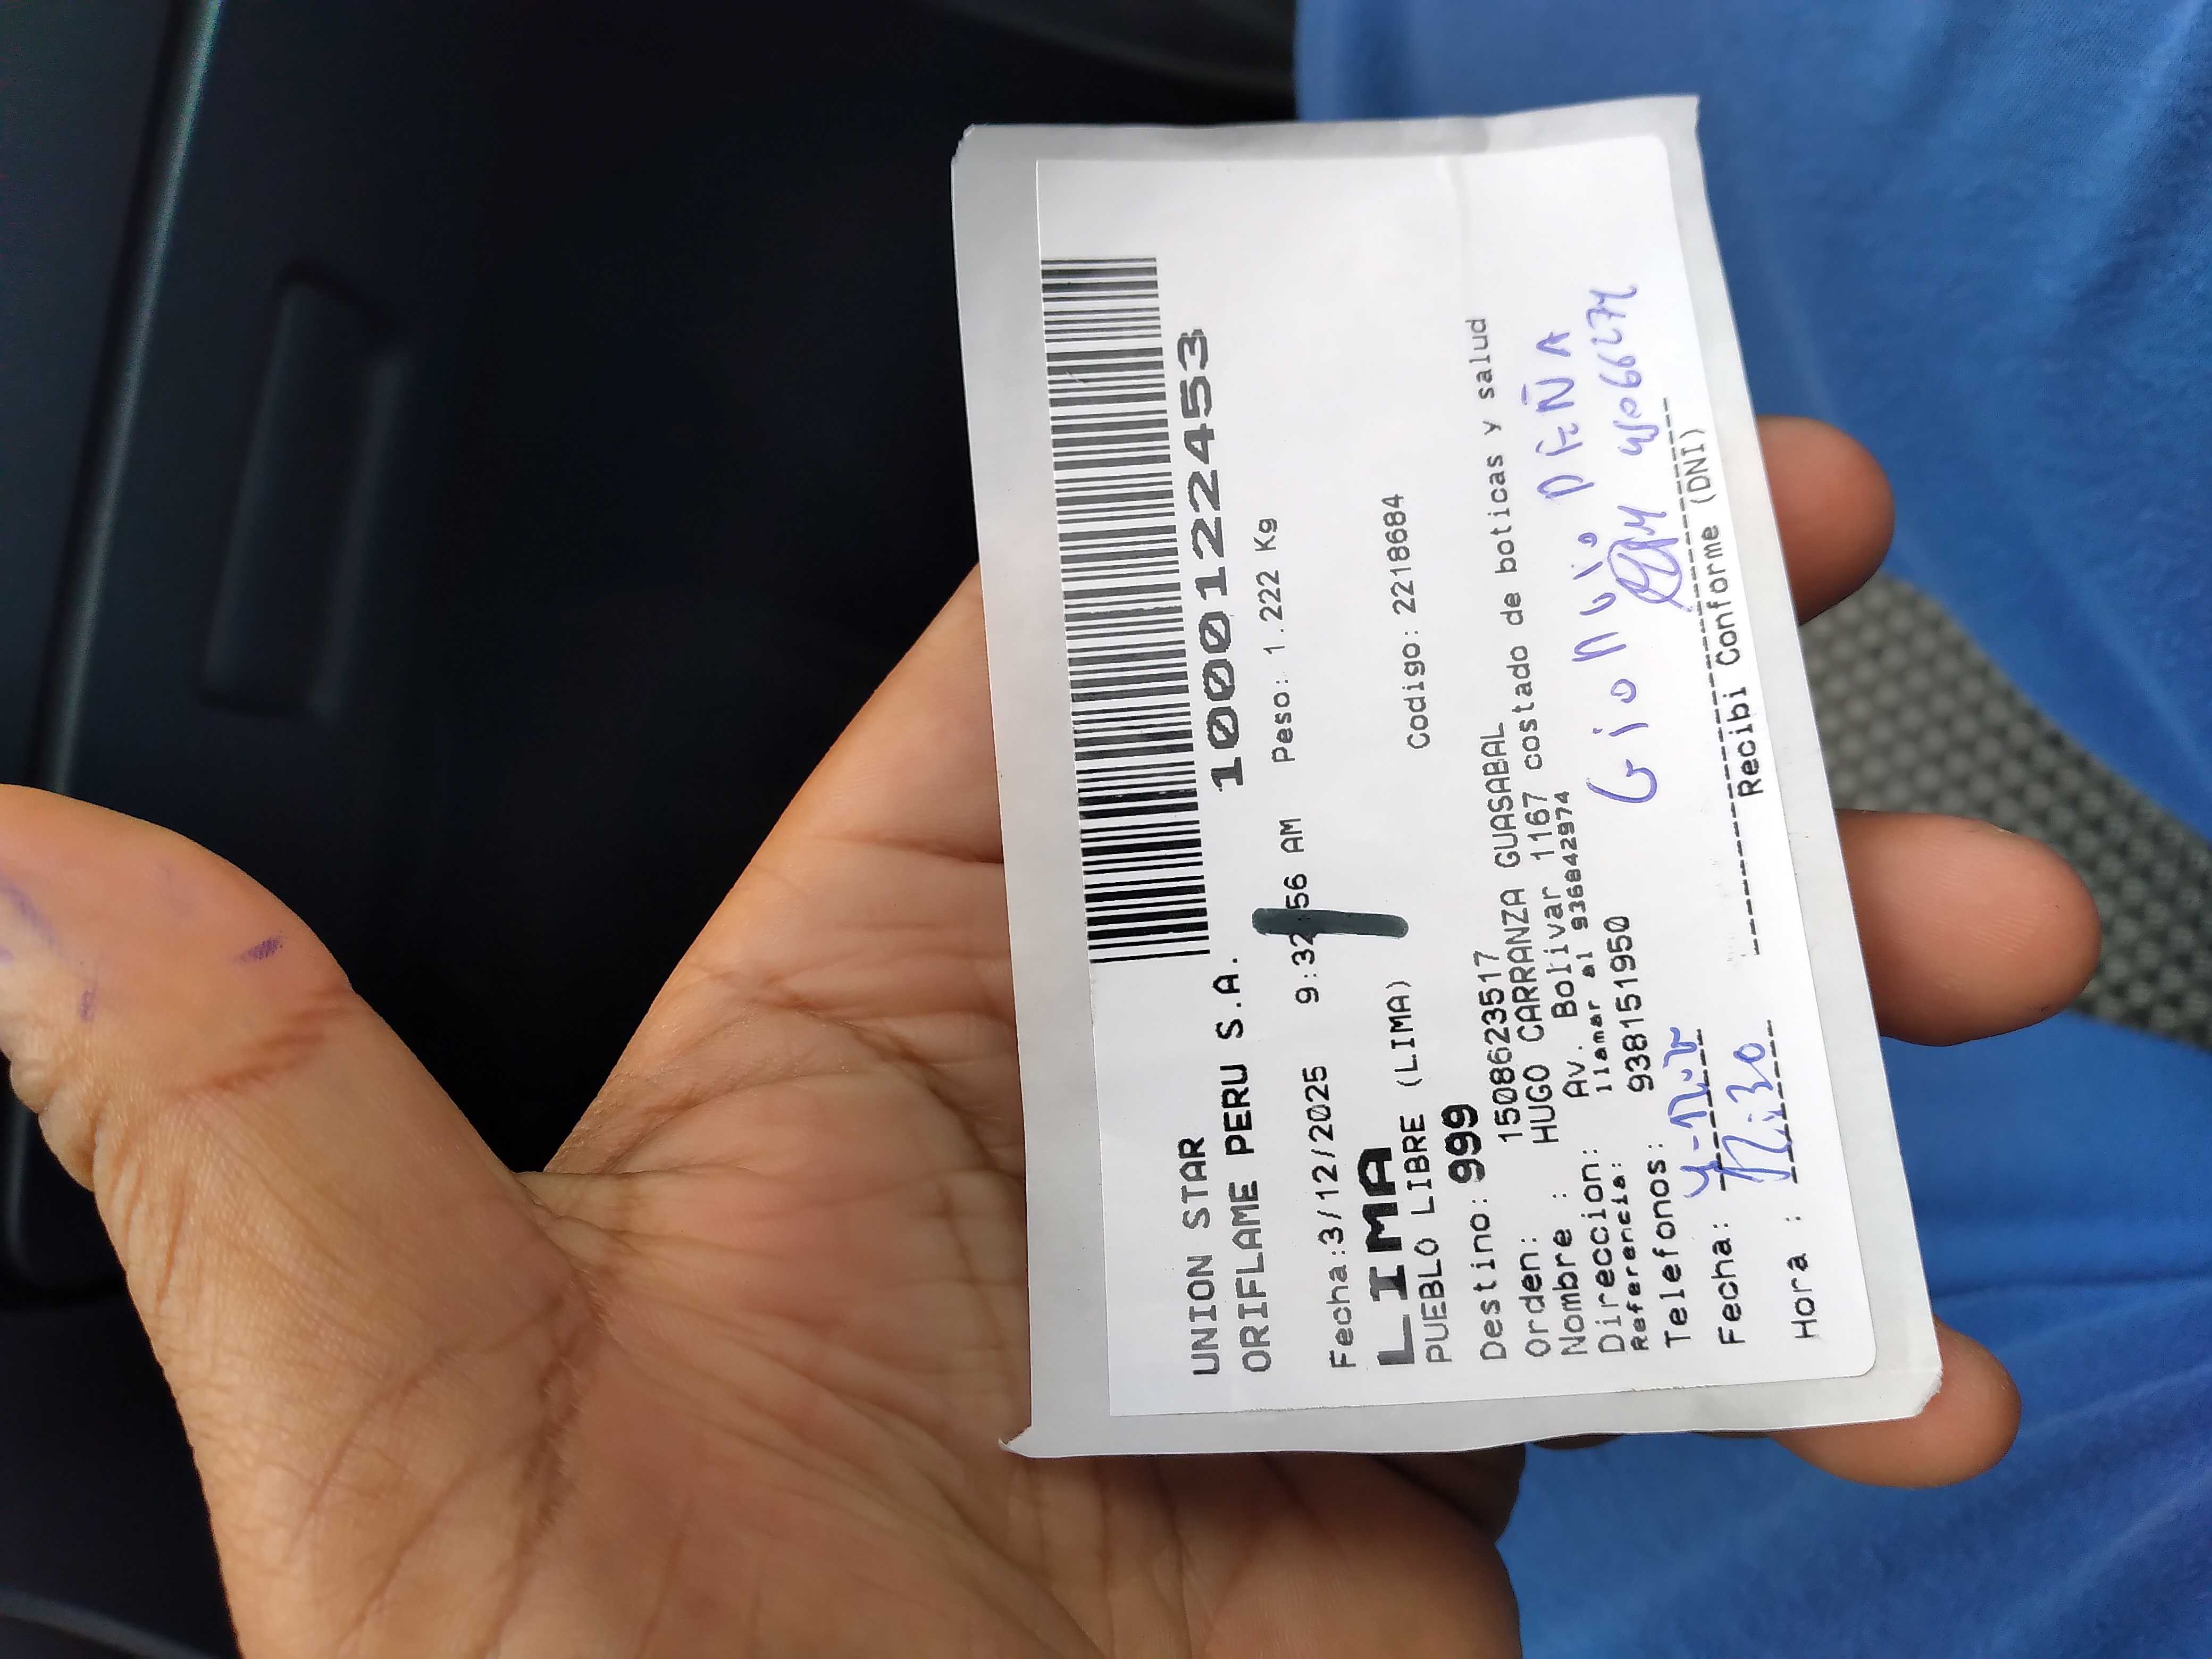 1000122453
UNION STAR
ORIFLAME PERU S.A.
Fecha:3/12/2025 9:32:56 AM Peso: 1.222 Kg
LIMA
PUEBLO LIBRE (LIMA) Codigo: 2218684
Destino: 999
Orden: 1508623517
Nombre : HUGO CARRANZA GUASABAL
Direccion: Av. Bolivar 1167 costado de boticas y salud
Referencia: llamar al 936842974
Telefonos: 938151950
PEÑA
Fecha:
Hora :
Recibi Conforme (DNI)